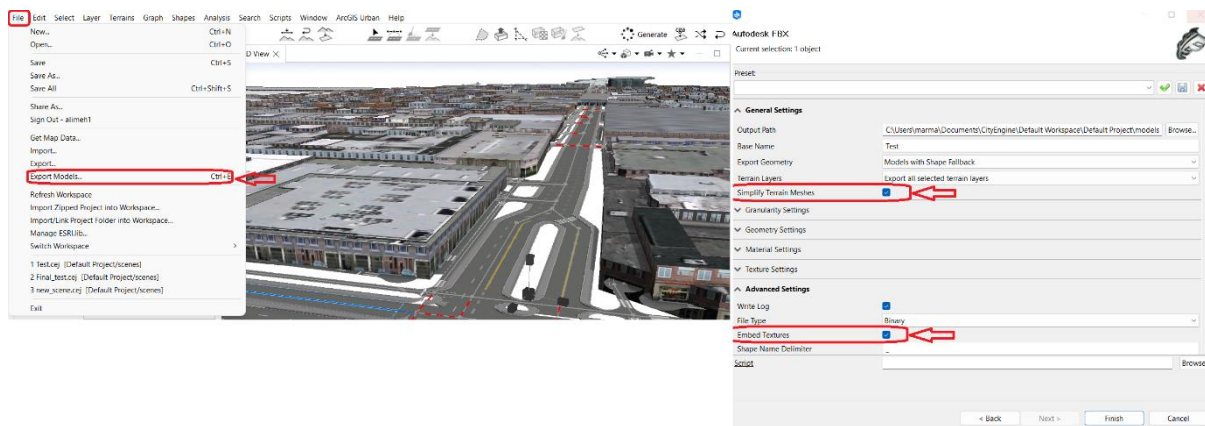 File Edit Select Layer Terrains Graph Shapes Analysis Search Scripts Window ArcGIS Urban Help
New... Ctrl+N
Open... Ctrl+O
Save Ctrl+S
Save As...
Save All Ctrl+Shift+S
Share As...
Sign Out - alimeh1
Get Map Data...
Import...
Export...
Export Models... Ctrl+E
Refresh Workspace
Import Zipped Project into Workspace...
Import/Link Project Folder into Workspace...
Manage ESRI.lib...
Switch Workspace
1 Test.cej [Default Project/scenes]
2 Final_test.cej [Default Project/scenes]
3 new_scene.cej [Default Project/scenes]
Exit
Generate
D View
Autodesk FBX
Current selection: 1 object
Preset:
General Settings
Output Path C:\Users\marma\Documents\CityEngine\Default Workspace\Default Project\models Browse...
Base Name Test
Export Geometry Models with Shape Fallback
Terrain Layers Export all selected terrain layers
Simplify Terrain Meshes
Granularity Settings
Geometry Settings
Material Settings
Texture Settings
Advanced Settings
Write Log
File Type Binary
Embed Textures
Shape Name Delimiter _
Script Browse
< Back Next > Finish Cancel